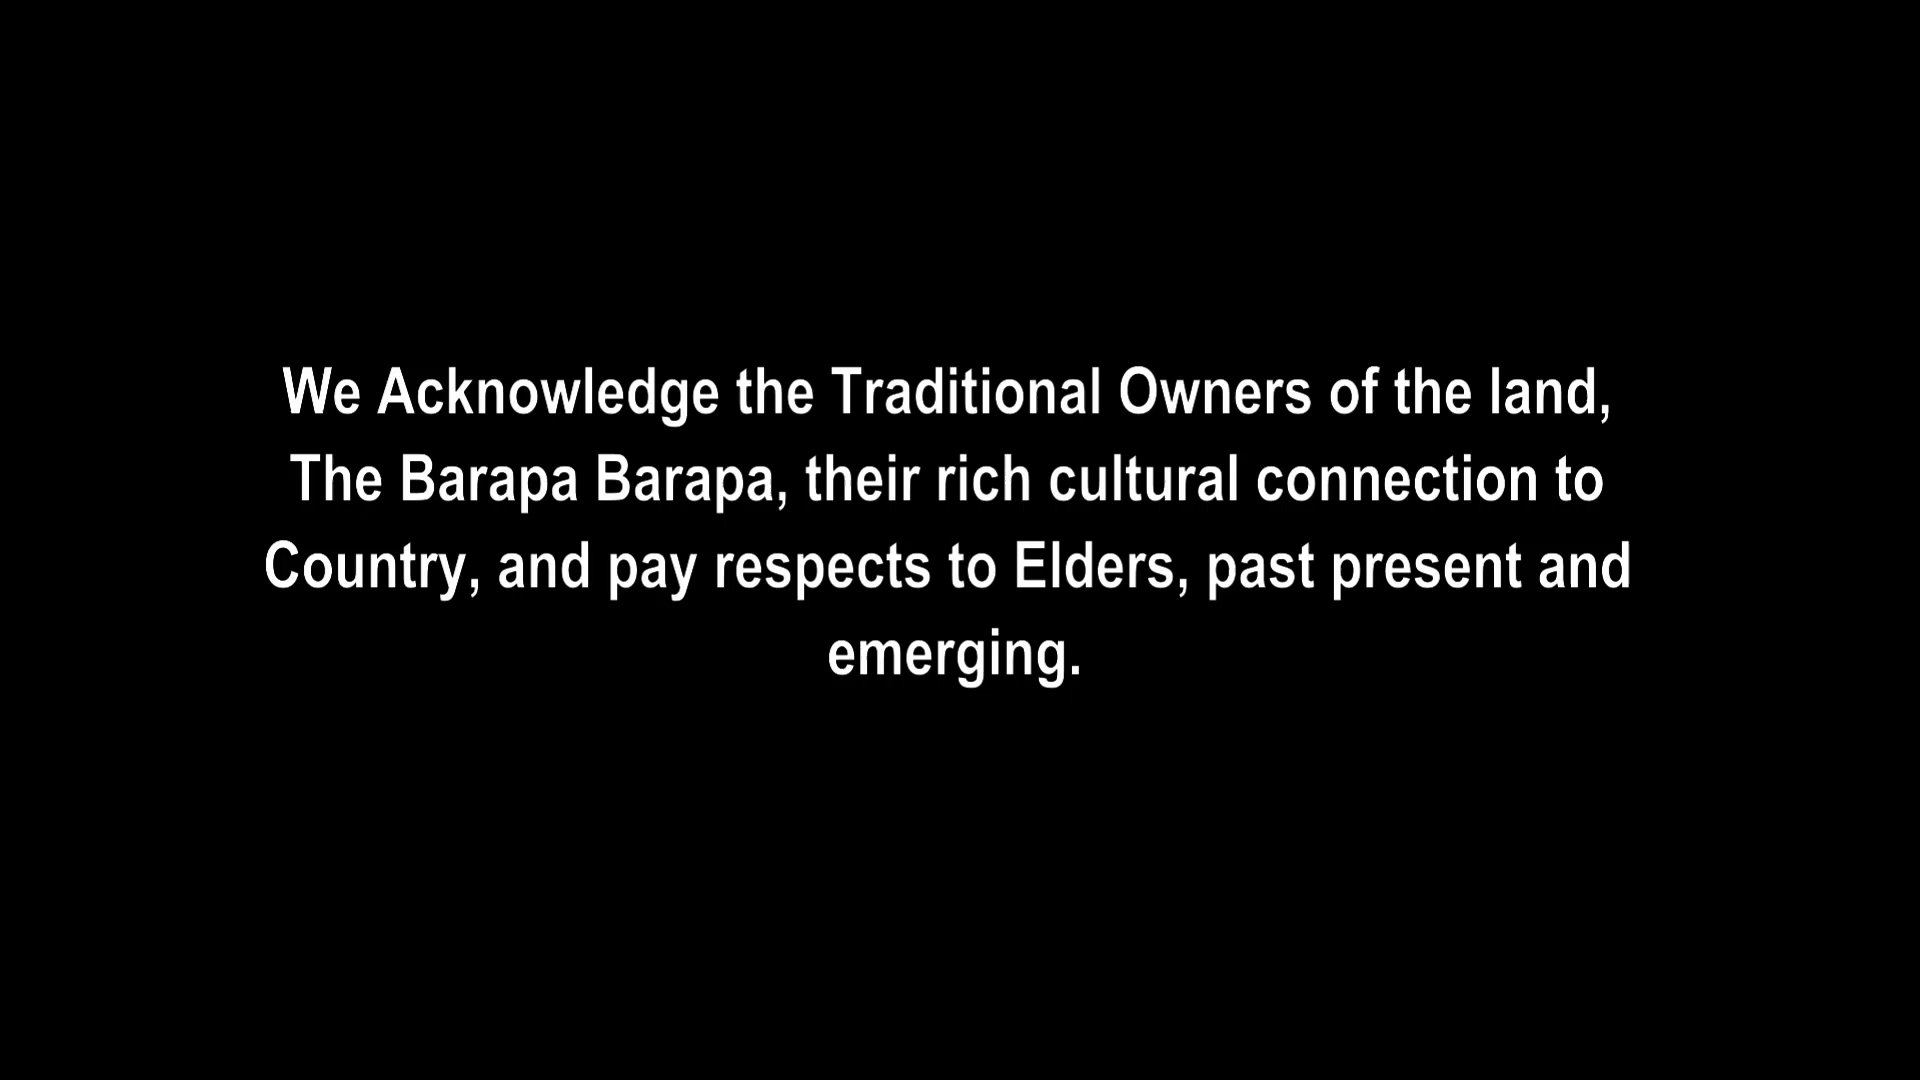 We Acknowledge the Traditional Owners of the land,
The Barapa Barapa, their rich cultural connection to
Country, and pay respects to Elders, past present and
emerging.